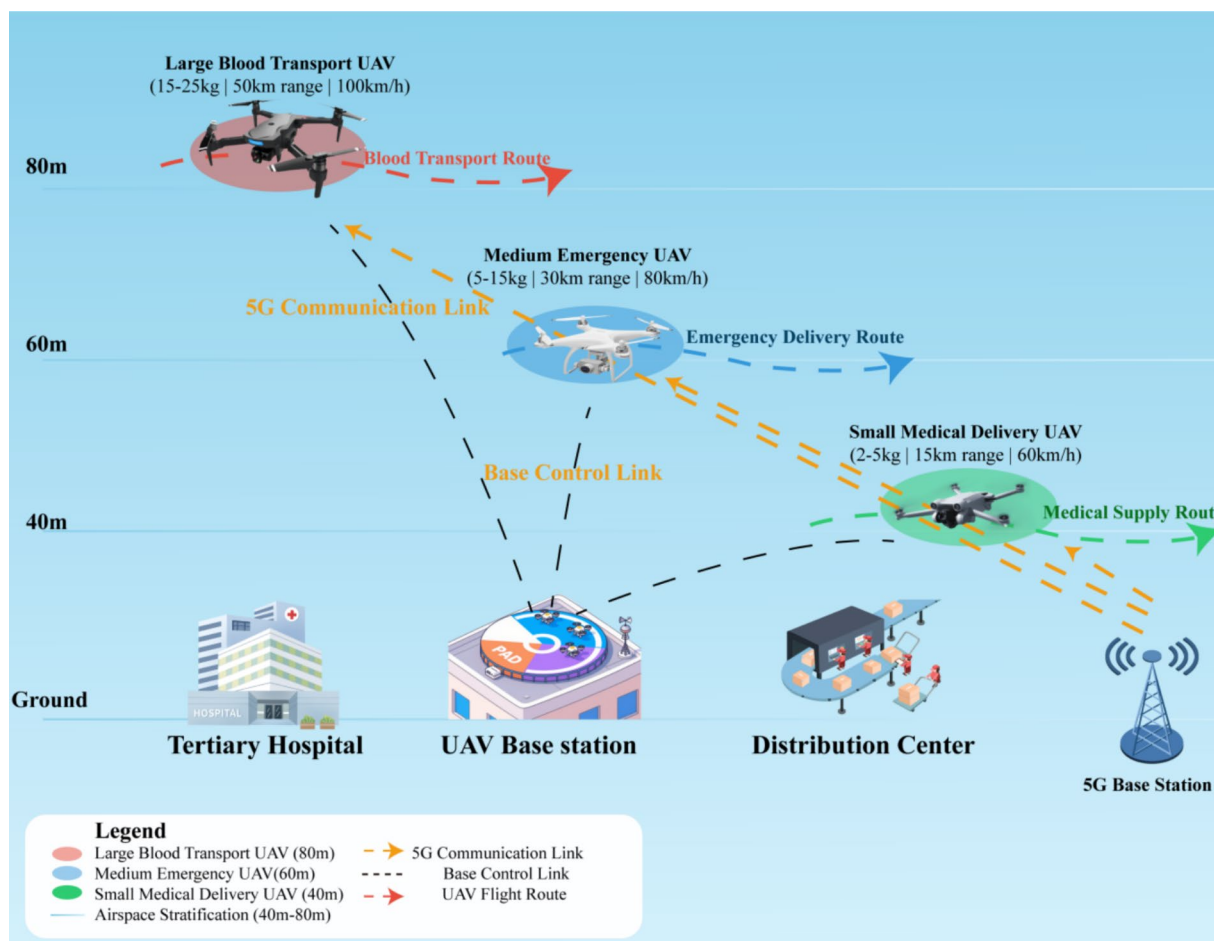 Large Blood Transport UAV
(15-25kg | 50km range | 100km/h)
Blood Transport Route
80m
Medium Emergency UAV
(5-15kg | 30km range | 80km/h)
5G Communication Link
Emergency Delivery Route
60m
Small Medical Delivery UAV
(2-5kg | 15km range | 60km/h)
Base Control Link
Medical Supply Rout
40m
PAD
Ground
HOSPITAL
Tertiary Hospital
UAV Base station
Distribution Center
5G Base Station
Legend
Large Blood Transport UAV (80m)
Medium Emergency UAV(60m)
Small Medical Delivery UAV (40m)
Airspace Stratification (40m-80m)
5G Communication Link
Base Control Link
UAV Flight Route